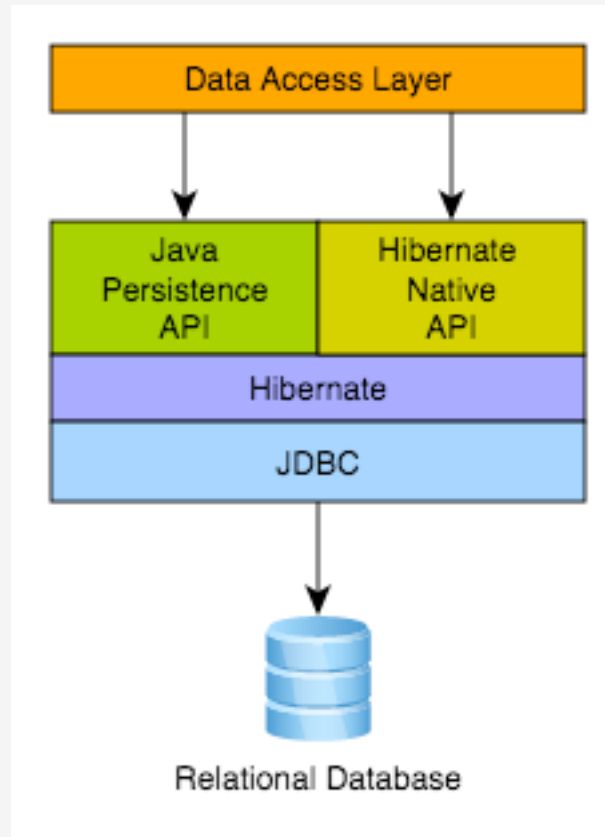 Data Access Layer
Java
Persistence
API
Hibernate
Native
API
Hibernate
JDBC
Relational Database